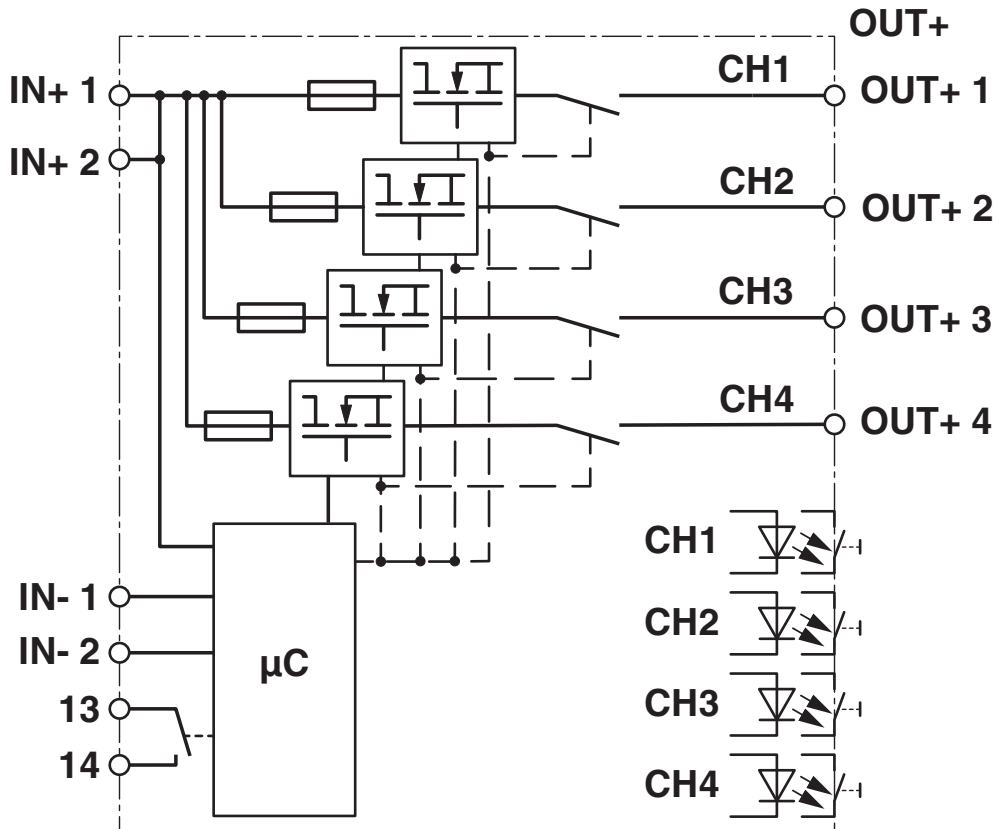 OUT+
IN+ 1
CH1
OUT+ 1
IN+ 2
CH2
OUT+ 2
CH3
OUT+ 3
CH4
OUT+ 4
CH1
IN- 1
CH2
IN- 2
µC
13
CH3
14
CH4